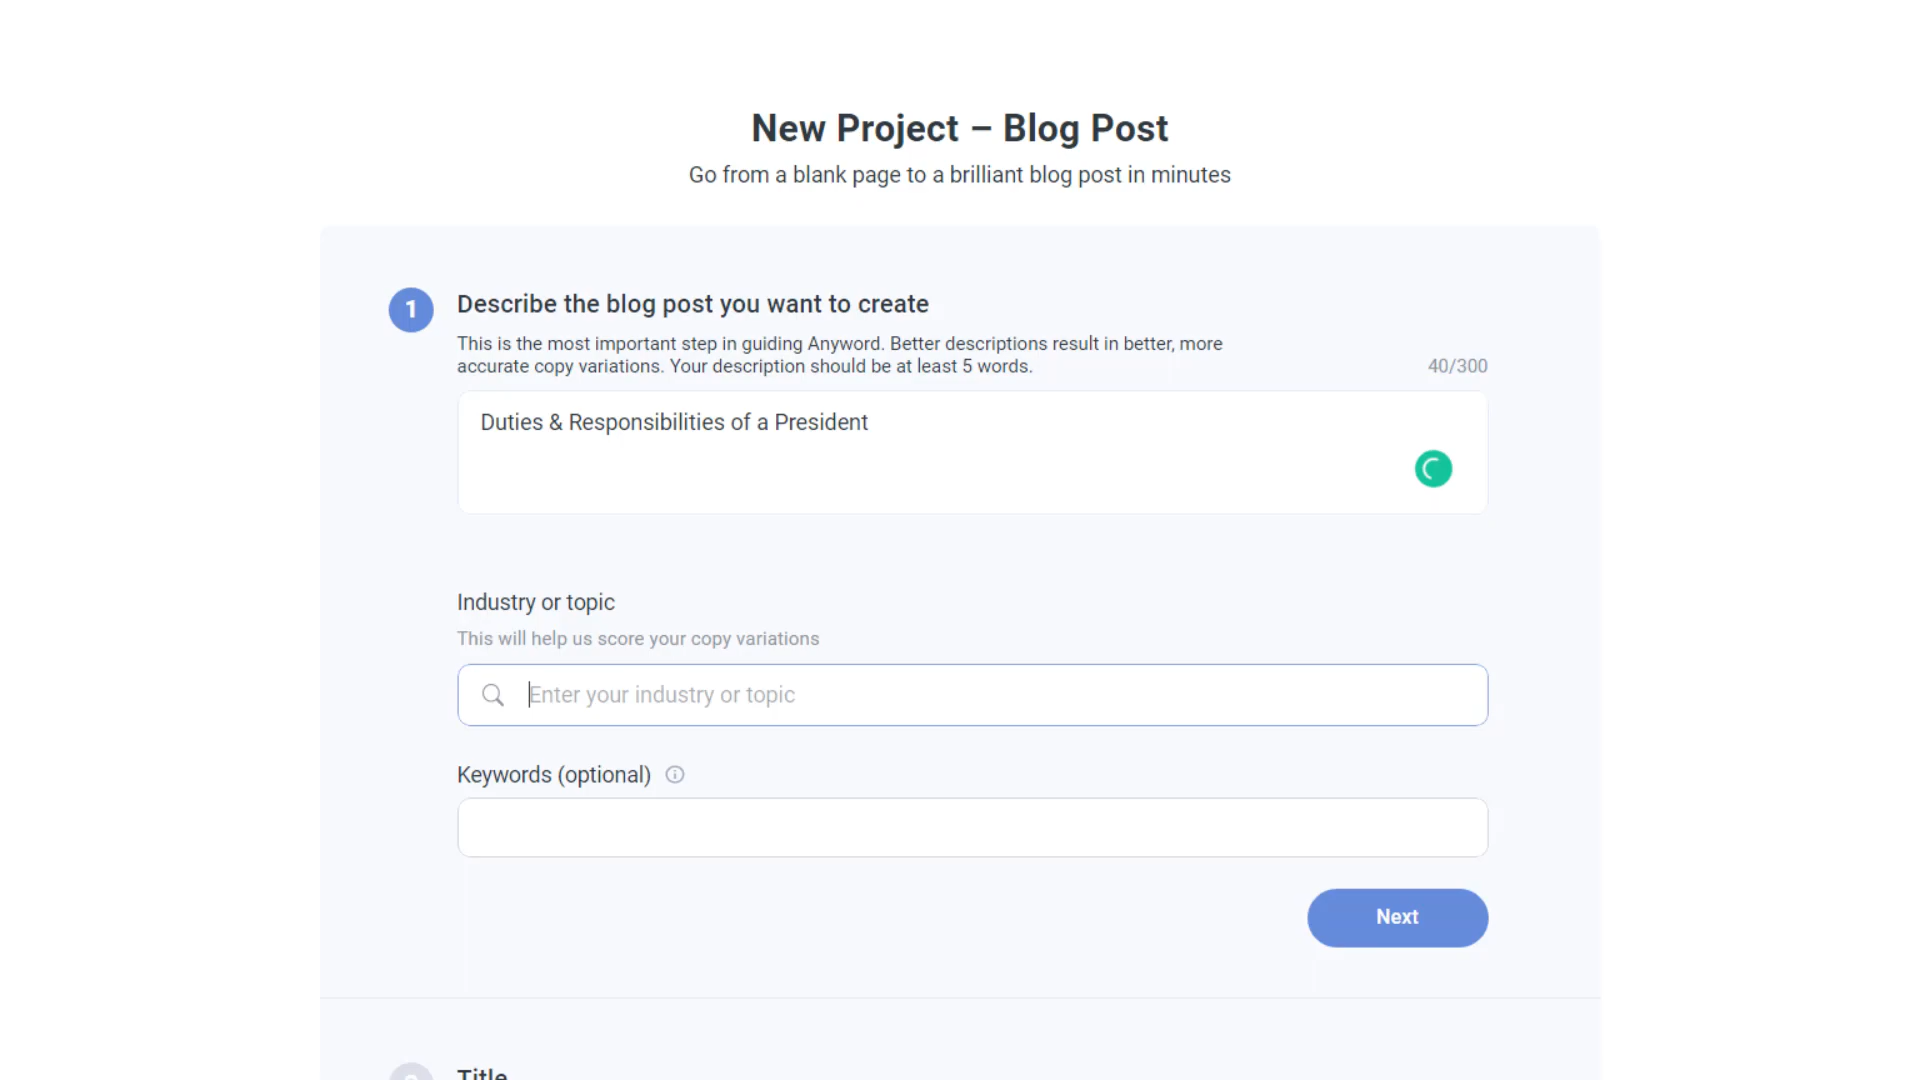 New Project – Blog Post
Go from a blank page to a brilliant blog post in minutes
1
Describe the blog post you want to create
This is the most important step in guiding Anyword. Better descriptions result in better, more
accurate copy variations. Your description should be at least 5 words.
40/300
Duties & Responsibilities of a President
Industry or topic
This will help us score your copy variations
Enter your industry or topic
Keywords (optional)
Next
Title